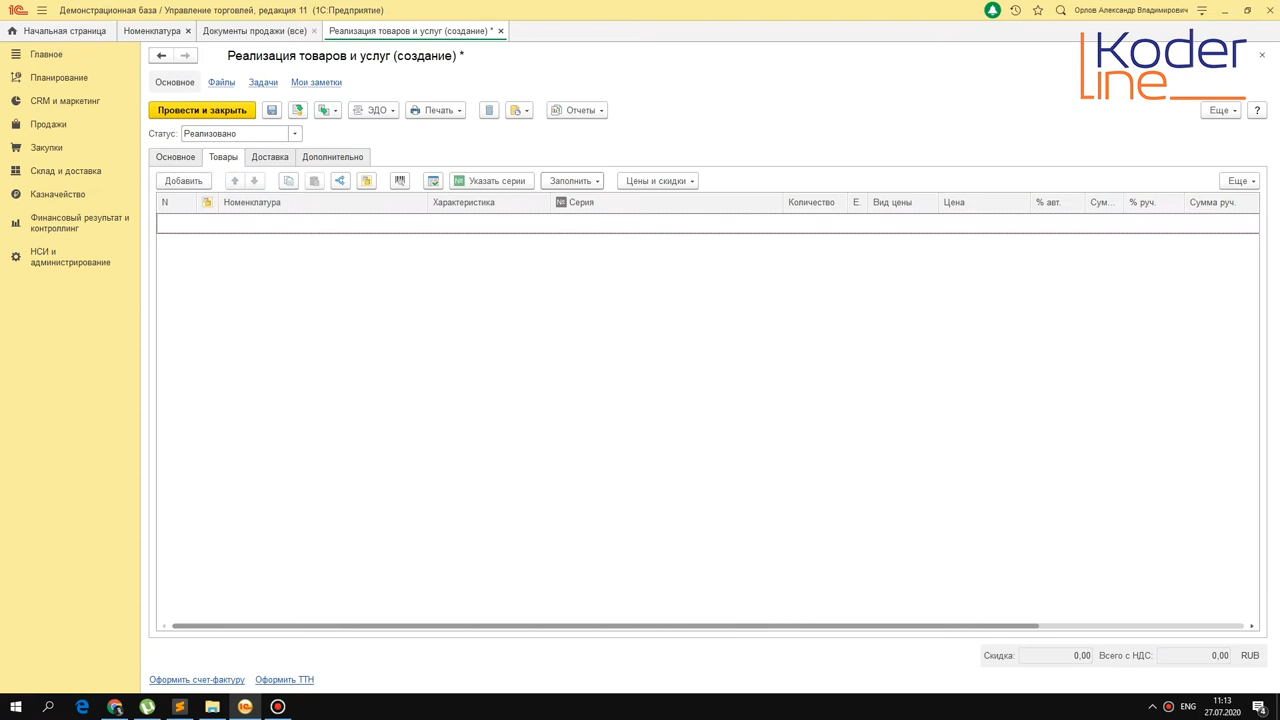 Демонстрационная база / Управление торговлей, редакция 11 (1С:Предприятие)
Орлов Александр Владимирович
Начальная страница
Номенклатура
Документы продажи (все)
Реализация товаров и услуг (создание) *
Главное
Планирование
CRM и маркетинг
Продажи
Закупки
Склад и доставка
Казначейство
Финансовый результат и
контроллинг
НСИ и
администрирование
Реализация товаров и услуг (создание) *
Koder
line
Основное Файлы Задачи Мои заметки
Провести и закрыть ЭДО Печать Отчеты Еще ?
Статус: Реализовано
Основное Товары Доставка Дополнительно
Добавить Указать серии Заполнить Цены и скидки Еще
N Номенклатура Характеристика № Серия Количество Е. Вид цены Цена % авт. Сум... % руч. Сумма руч.
Скидка: 0,00 Всего с НДС: 0,00 RUB
Оформить счет-фактуру Оформить ТТН
ENG
11:13
27.07.2020
4